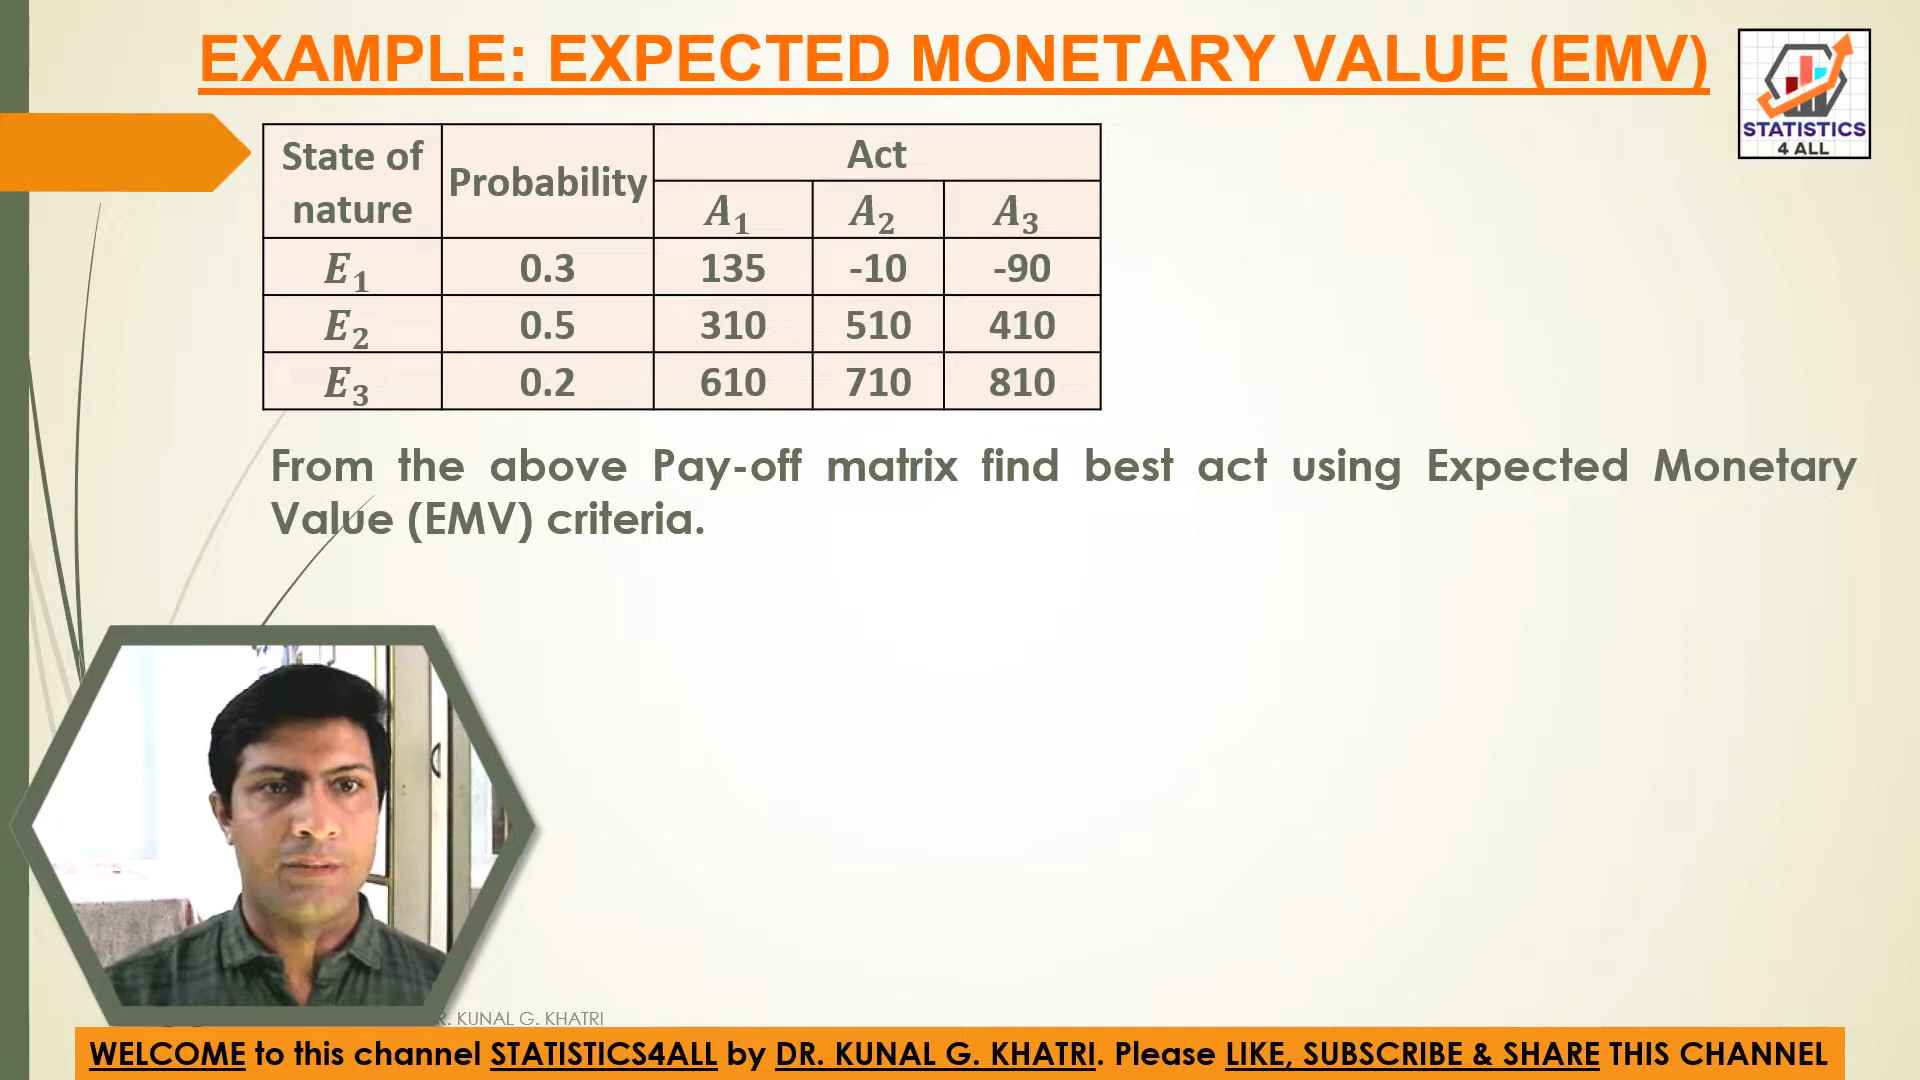 EXAMPLE: EXPECTED MONETARY VALUE (EMV)
STATISTICS
4 ALL
State of nature Probability Act
A₁ A₂ A₃
E₁ 0.3 135 -10 -90
E₂ 0.5 310 510 410
E₃ 0.2 610 710 810
From the above Pay-off matrix find best act using Expected Monetary
Value (EMV) criteria.
R. KUNAL G. KHATRI
WELCOME to this channel STATISTICS4ALL by DR. KUNAL G. KHATRI. Please LIKE, SUBSCRIBE & SHARE THIS CHANNEL